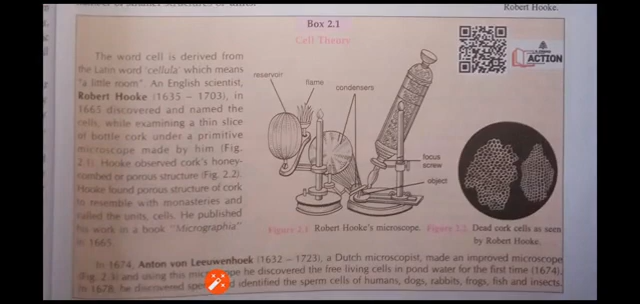 Robert Hooke.
Box 2.1
Cell Theory
ACTION
The word cell is derived from
the Latin word 'cellula' which means
"a little room". An English scientist,
Robert Hooke (1635 – 1703), in
1665 discovered and named the
cells, while examining a thin slice
of bottle cork under a primitive
microscope made by him (Fig.
2.1). Hooke observed cork's honey-
combed or porous structure (Fig. 2.2).
Hooke found porous structure of cork
to resemble with monasteries and
called the units, cells. He published
his work in a book "Micrographia"
in 1665.
reservoir
flame
condensers
focus
screw
object
Figure 2.1 Robert Hooke's microscope.
Figure 2.2 Dead cork cells as seen
by Robert Hooke.
In 1674, Anton von Leeuwenhoek (1632 – 1723), a Dutch microscopist, made an improved microscope
(Fig. 2.3) and using this he discovered the free living cells in pond water for the first time (1674).
In 1678, he discovered identified the sperm cells of humans, dogs, rabbits, frogs, fish and insects.